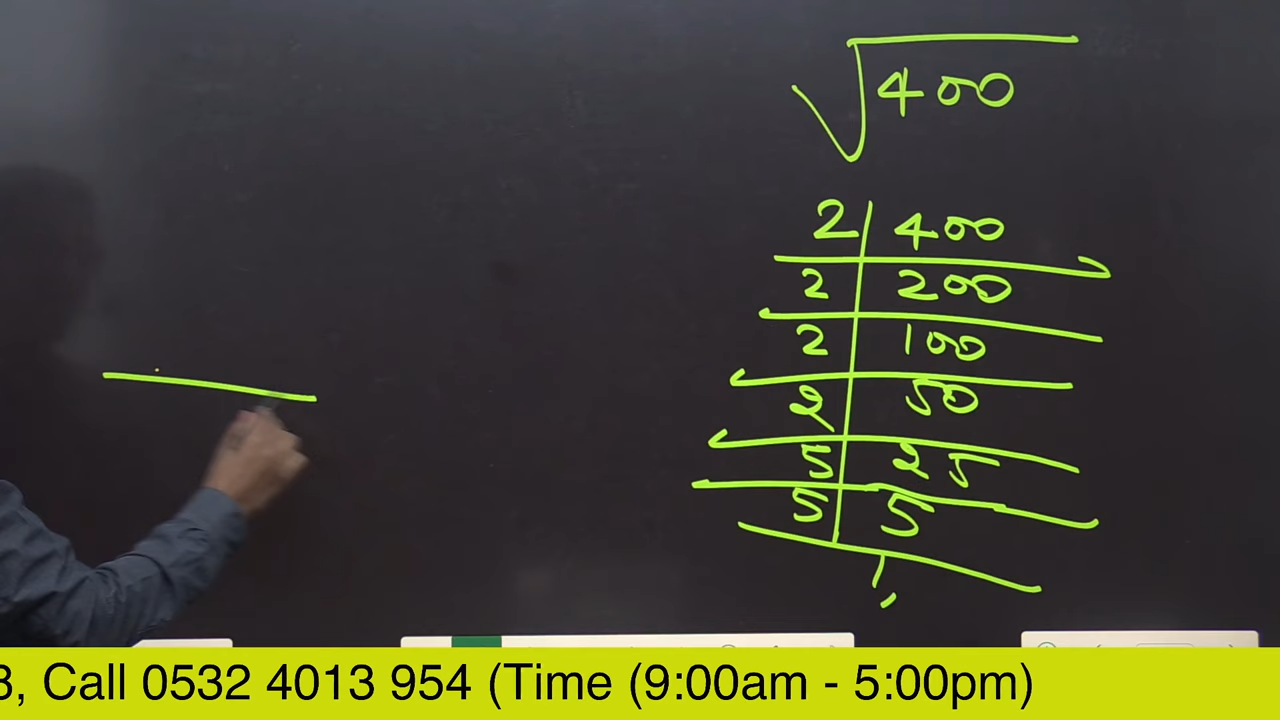 √400
2 | 400
2 | 200
2 | 100
2 | 50
5 | 25
5 | 5
1
3, Call 0532 4013 954 (Time (9:00am - 5:00pm)